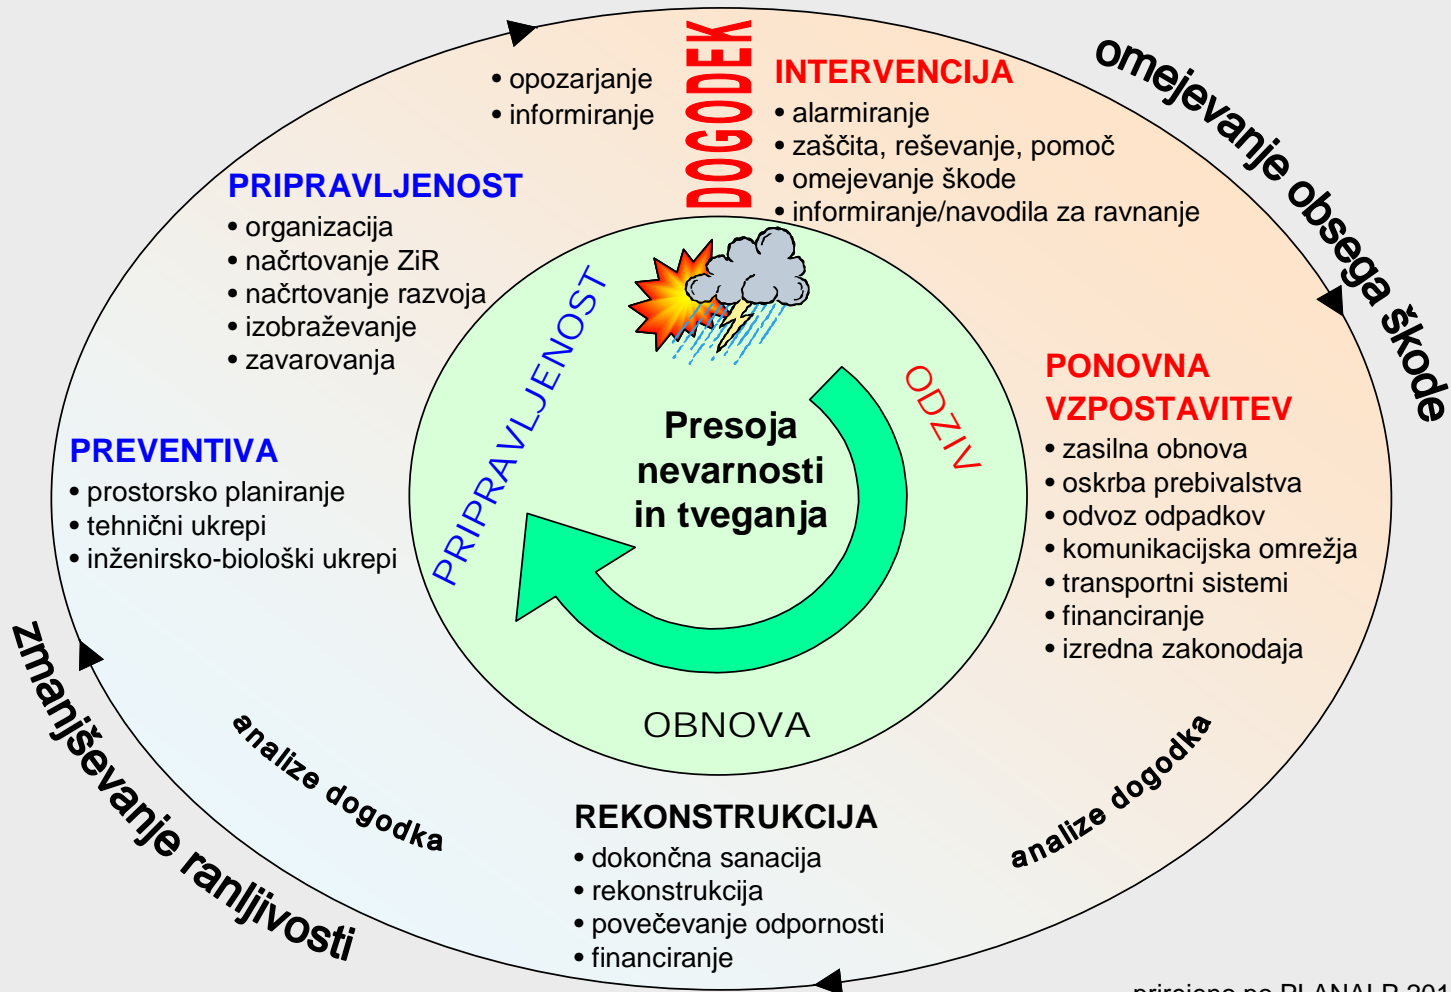 DOGODEK
• opozarjanje
• informiranje
INTERVENCIJA
• alarmiranje
• zaščita, reševanje, pomoč
• omejevanje škode
• informiranje/navodila za ravnanje
omejevanje obsega škode
PRIPRAVLJENOST
• organizacija
• načrtovanje ZiR
• načrtovanje razvoja
• izobraževanje
• zavarovanja
PRIPRAVLJENOST
ODZIV
Presoja
nevarnosti
in tveganja
OBNOVA
PONOVNA
VZPOSTAVITEV
• zasilna obnova
• oskrba prebivalstva
• odvoz odpadkov
• komunikacijska omrežja
• transportni sistemi
• financiranje
• izredna zakonodaja
PREVENTIVA
• prostorsko planiranje
• tehnični ukrepi
• inženirsko-biološki ukrepi
zmanjševanje ranljivosti
analize dogodka
analize dogodka
REKONSTRUKCIJA
• dokončna sanacija
• rekonstrukcija
• povečevanje odpornosti
• financiranje